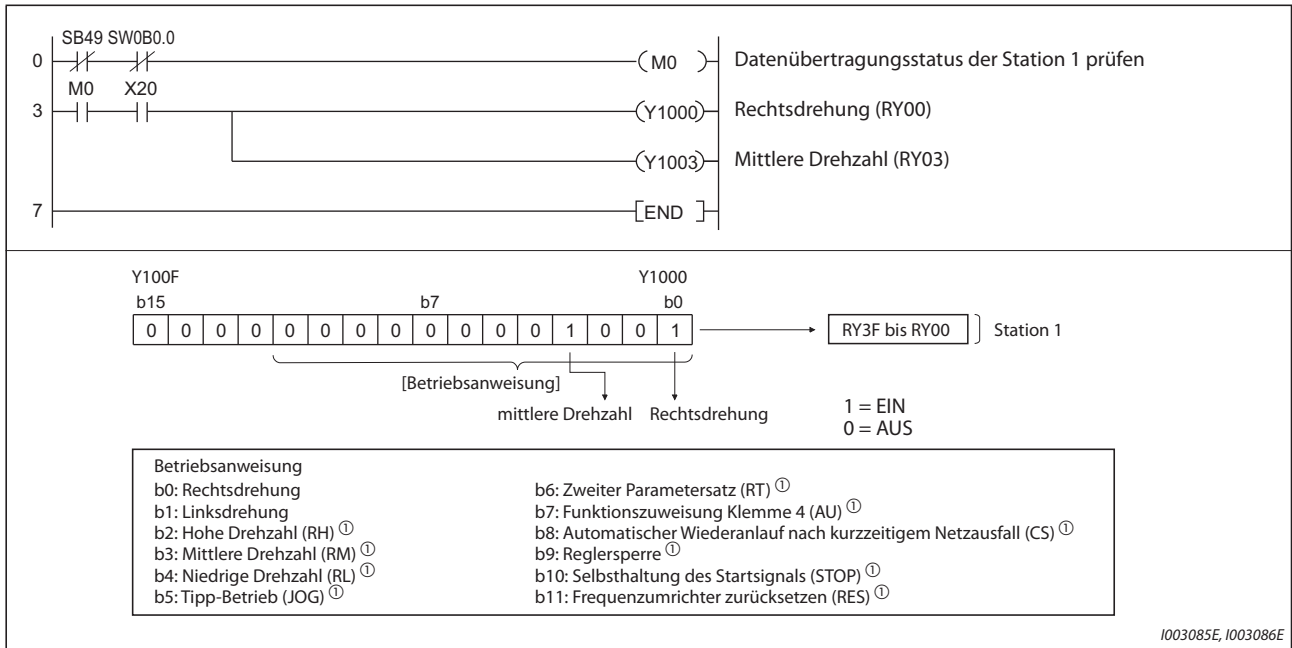 SB49 SW0B0.0
0 M0 Datenübertragungsstatus der Station 1 prüfen
M0 X20
3 Y1000 Rechtsdrehung (RY00)
Y1003 Mittlere Drehzahl (RY03)
7 END
Y100F Y1000
b15 b7 b0
0 0 0 0 0 0 0 0 0 0 0 0 1 0 0 1 RY3F bis RY00 Station 1
[Betriebsanweisung]
mittlere Drehzahl Rechtsdrehung
1 = EIN
0 = AUS
Betriebsanweisung
b0: Rechtsdrehung
b1: Linksdrehung
b2: Hohe Drehzahl (RH) ①
b3: Mittlere Drehzahl (RM) ①
b4: Niedrige Drehzahl (RL) ①
b5: Tipp-Betrieb (JOG) ①
b6: Zweiter Parametersatz (RT) ①
b7: Funktionszuweisung Klemme 4 (AU) ①
b8: Automatischer Wiederanlauf nach kurzzeitigem Netzausfall (CS) ①
b9: Reglersperre ①
b10: Selbsthaltung des Startsignals (STOP) ①
b11: Frequenzumrichter zurücksetzen (RES) ①
I003085E, I003086E